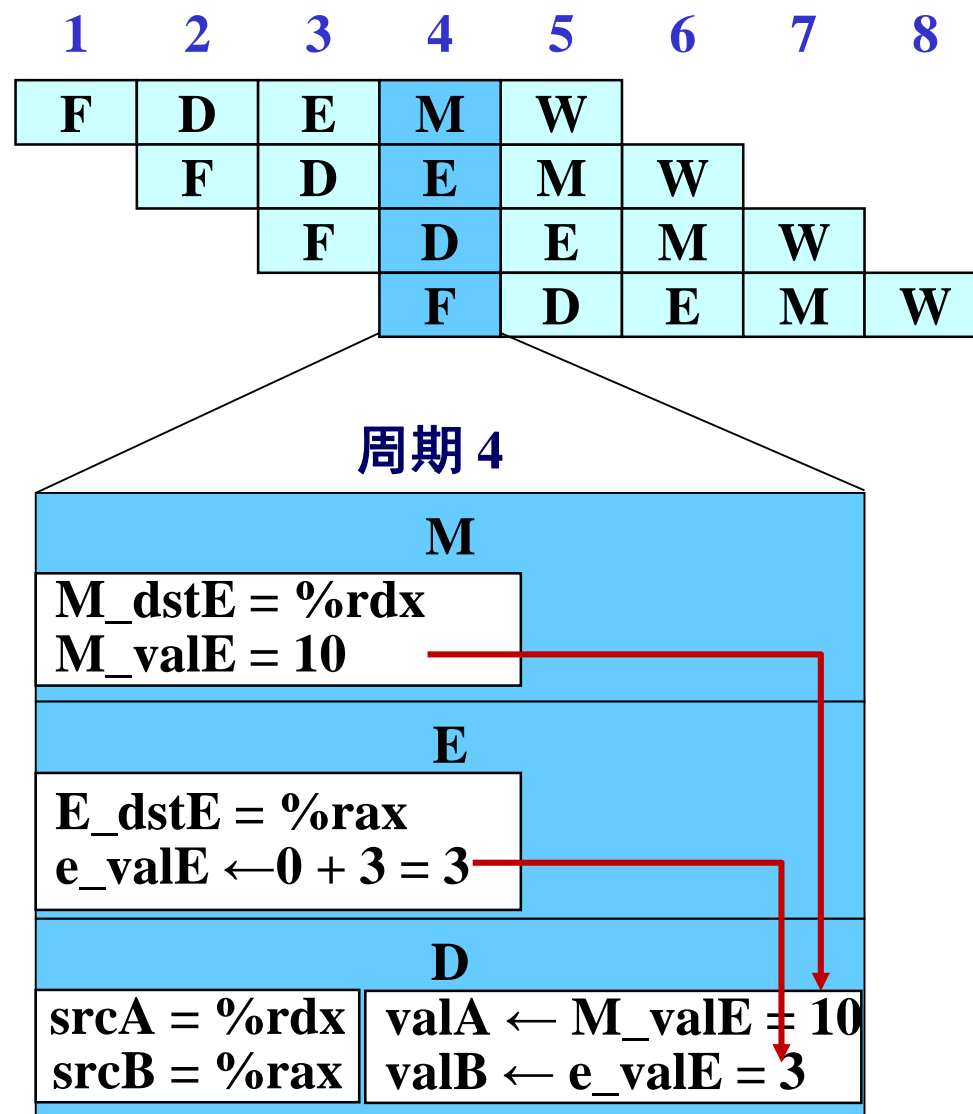 1 2 3 4 5 6 7 8
F D E M W
F D E M W
F D E M W
F D E M W
周期 4
M
M_dstE = %rdx
M_valE = 10
E
E_dstE = %rax
e_valE ←0 + 3 = 3
D
srcA = %rdx
srcB = %rax
valA ← M_valE = 10
valB ← e_valE = 3